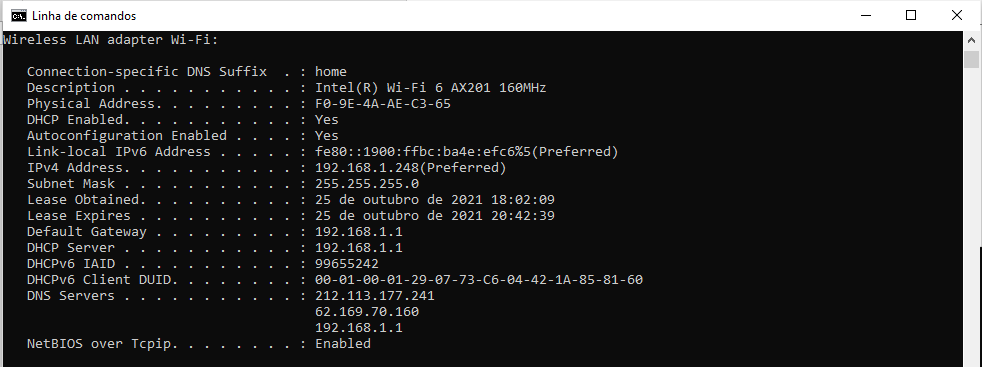 Linha de comandos
Wireless LAN adapter Wi-Fi:
Connection-specific DNS Suffix  . : home
Description . . . . . . . . . . . : Intel(R) Wi-Fi 6 AX201 160MHz
Physical Address. . . . . . . . . : F0-9E-4A-AE-C3-65
DHCP Enabled. . . . . . . . . . . : Yes
Autoconfiguration Enabled . . . . : Yes
Link-local IPv6 Address . . . . . : fe80::1900:ffbc:ba4e:efc6%5(Preferred)
IPv4 Address. . . . . . . . . . . : 192.168.1.248(Preferred)
Subnet Mask . . . . . . . . . . . : 255.255.255.0
Lease Obtained. . . . . . . . . . : 25 de outubro de 2021 18:02:09
Lease Expires . . . . . . . . . . : 25 de outubro de 2021 20:42:39
Default Gateway . . . . . . . . . : 192.168.1.1
DHCP Server . . . . . . . . . . . : 192.168.1.1
DHCPv6 IAID . . . . . . . . . . . : 99655242
DHCPv6 Client DUID. . . . . . . . : 00-01-00-01-29-07-73-C6-04-42-1A-85-81-60
DNS Servers . . . . . . . . . . . : 212.113.177.241
62.169.70.160
192.168.1.1
NetBIOS over Tcpip. . . . . . . . : Enabled